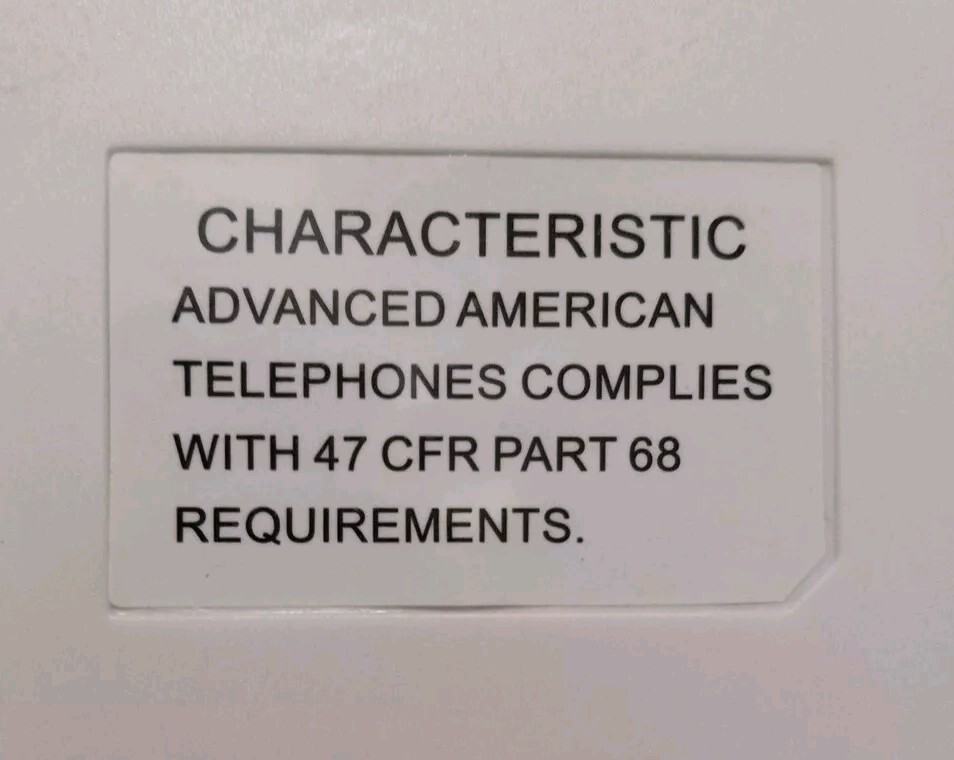 CHARACTERISTIC
ADVANCED AMERICAN
TELEPHONES COMPLIES
WITH 47 CFR PART 68
REQUIREMENTS.